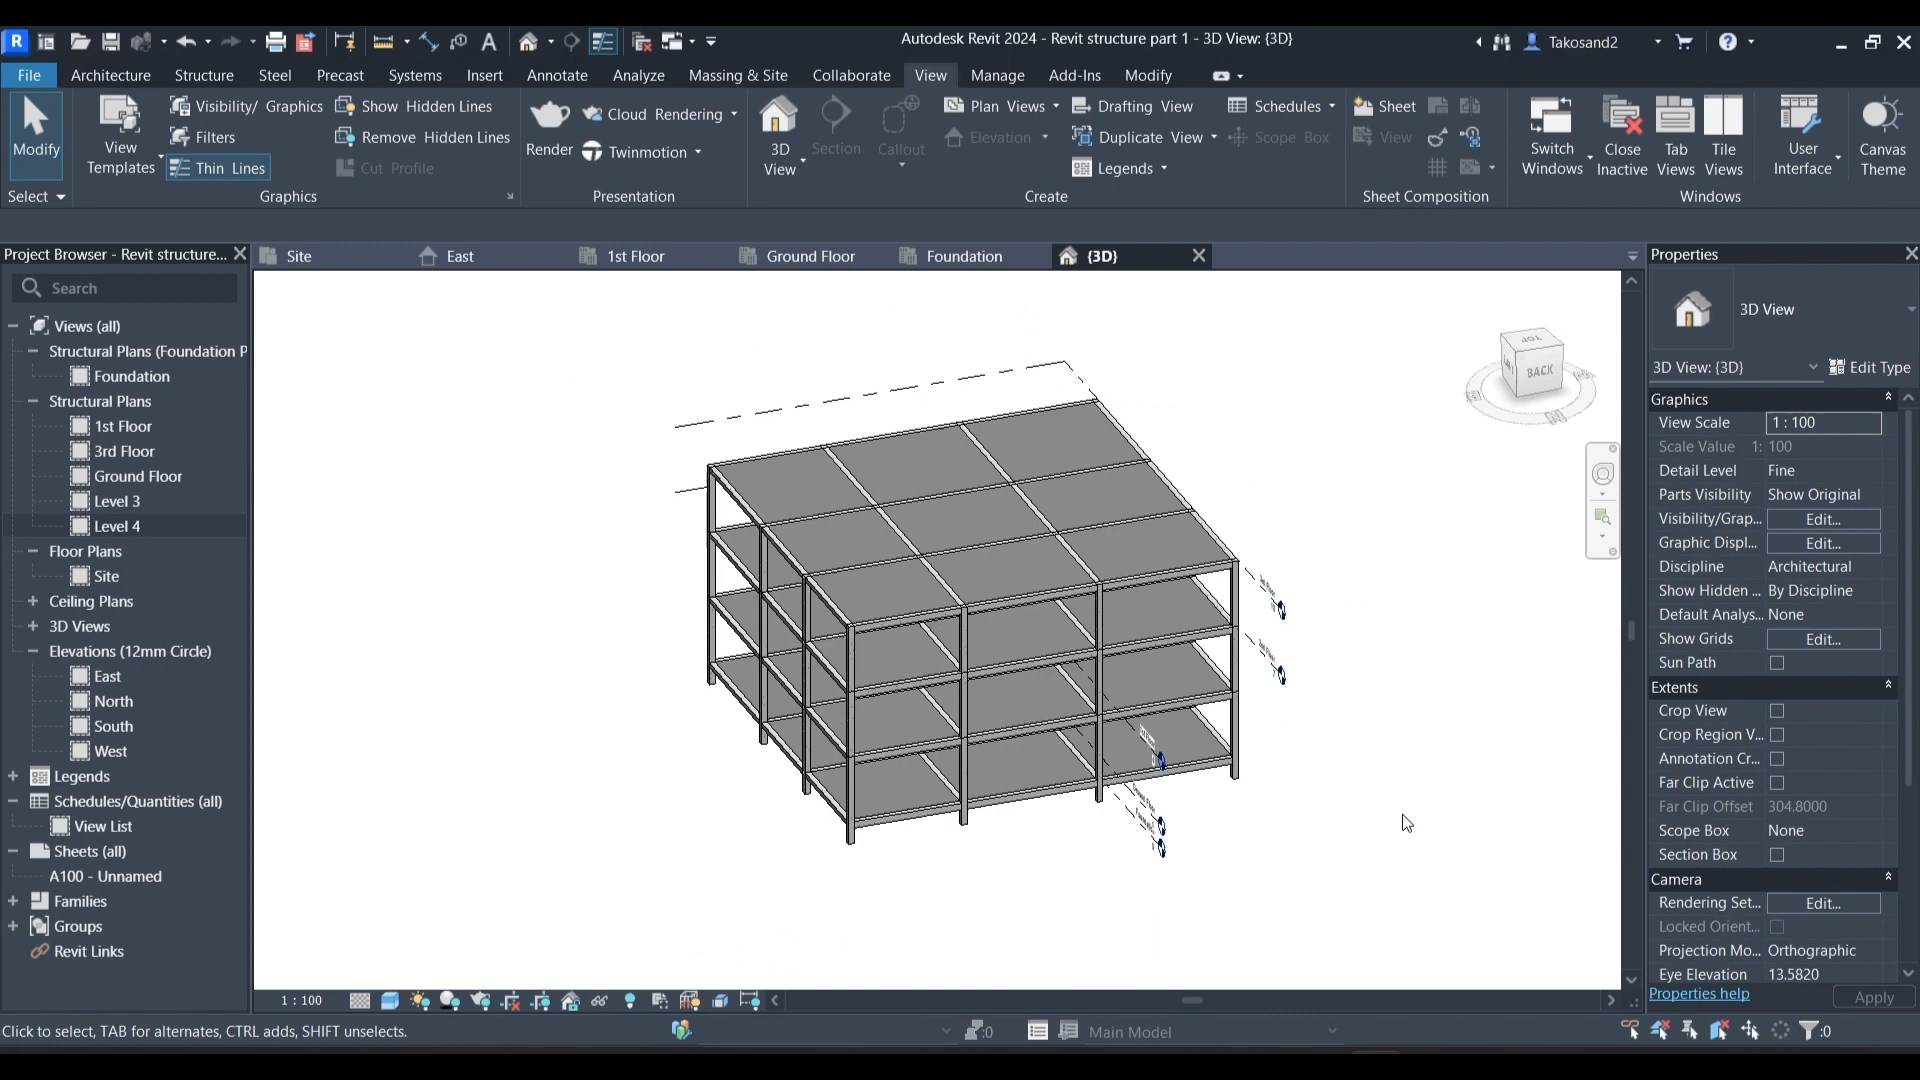 R
Autodesk Revit 2024 - Revit structure part 1 - 3D View: {3D}
Takosand2
File Architecture Structure Steel Precast Systems Insert Annotate Analyze Massing & Site Collaborate View Manage Add-Ins Modify
Modify
Select
View Templates
Visibility/ Graphics
Filters
Thin Lines
Show Hidden Lines
Remove Hidden Lines
Cut Profile
Graphics
Render
Cloud Rendering
Twinmotion
Presentation
3D View
Section
Callout
Plan Views
Elevation
Drafting View
Duplicate View
Legends
Schedules
Scope Box
Create
Sheet
View
Sheet Composition
Switch Windows
Close Inactive
Tab Views
Tile Views
Windows
User Interface
Canvas Theme
Project Browser - Revit structure...
Search
Views (all)
Structural Plans (Foundation P
Foundation
Structural Plans
1st Floor
3rd Floor
Ground Floor
Level 3
Level 4
Floor Plans
Site
Ceiling Plans
3D Views
Elevations (12mm Circle)
East
North
South
West
Legends
Schedules/Quantities (all)
View List
Sheets (all)
A100 - Unnamed
Families
Groups
Revit Links
Site East 1st Floor Ground Floor Foundation {3D}
TOP
BACK
Properties
3D View
3D View: {3D} Edit Type
Graphics
View Scale 1 : 100
Scale Value 1: 100
Detail Level Fine
Parts Visibility Show Original
Visibility/Grap... Edit...
Graphic Displ... Edit...
Discipline Architectural
Show Hidden ... By Discipline
Default Analys... None
Show Grids Edit...
Sun Path
Extents
Crop View
Crop Region V...
Annotation Cr...
Far Clip Active
Far Clip Offset 304.8000
Scope Box None
Section Box
Camera
Rendering Set... Edit...
Locked Orient...
Projection Mo... Orthographic
Eye Elevation 13.5820
Properties help Apply
1 : 100
Click to select, TAB for alternates, CTRL adds, SHIFT unselects.
:0
Main Model
:0